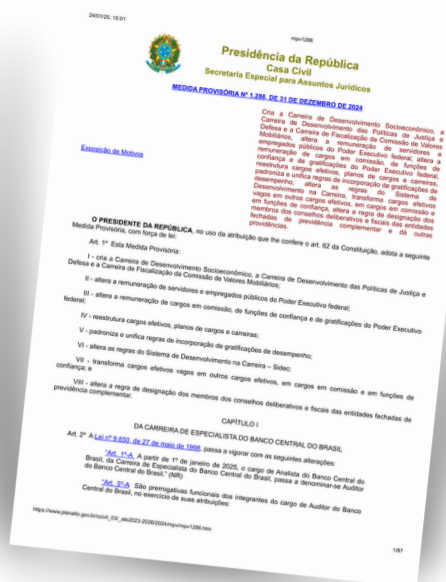 24/01/25, 15:01
mpv1286
Presidência da República
Casa Civil
Secretaria Especial para Assuntos Jurídicos
MEDIDA PROVISÓRIA Nº 1.286, DE 31 DE DEZEMBRO DE 2024
Cria a Carreira de Desenvolvimento Socioeconômico, a
Carreira de Desenvolvimento das Políticas de Justiça e
Defesa e a Carreira de Fiscalização da Comissão de Valores
Mobiliários, altera a remuneração de servidores e
empregados públicos do Poder Executivo federal, altera a
remuneração de cargos em comissão, de funções de
confiança e de gratificações do Poder Executivo federal,
reestrutura cargos efetivos, planos de cargos e carreiras,
padroniza e unifica regras de incorporação de gratificações de
desempenho, altera as regras do Sistema de
Desenvolvimento na Carreira, transforma cargos efetivos
vagos em outros cargos efetivos, em cargos em comissão e
em funções de confiança, altera a regra de designação dos
membros dos conselhos deliberativos e fiscais das entidades
fechadas de previdência complementar e dá outras
providências.
Exposição de Motivos
O PRESIDENTE DA REPÚBLICA, no uso da atribuição que lhe confere o art. 62 da Constituição, adota a seguinte
Medida Provisória, com força de lei:
Art. 1º Esta Medida Provisória:
I - cria a Carreira de Desenvolvimento Socioeconômico, a Carreira de Desenvolvimento das Políticas de Justiça e
Defesa e a Carreira de Fiscalização da Comissão de Valores Mobiliários;
II - altera a remuneração de servidores e empregados públicos do Poder Executivo federal;
III - altera a remuneração de cargos em comissão, de funções de confiança e de gratificações do Poder Executivo
federal;
IV - reestrutura cargos efetivos, planos de cargos e carreiras;
V - padroniza e unifica regras de incorporação de gratificações de desempenho;
VI - altera as regras do Sistema de Desenvolvimento na Carreira – Sidec;
VII - transforma cargos efetivos vagos em outros cargos efetivos, em cargos em comissão e em funções de
confiança; e
VIII - altera a regra de designação dos membros dos conselhos deliberativos e fiscais das entidades fechadas de
previdência complementar.
CAPÍTULO I
DA CARREIRA DE ESPECIALISTA DO BANCO CENTRAL DO BRASIL
Art. 2º A Lei nº 9.650, de 27 de maio de 1998, passa a vigorar com as seguintes alterações:
"Art. 1º-A A partir de 1º de janeiro de 2025, o cargo de Analista do Banco Central do
Brasil, da Carreira de Especialista do Banco Central do Brasil, passa a denominar-se Auditor
do Banco Central do Brasil." (NR)
"Art. 5º-A São prerrogativas funcionais dos integrantes do cargo de Auditor do Banco
Central do Brasil, no exercício de suas atribuições:
https://www.planalto.gov.br/ccivil_03/_ato2023-2026/2024/mpv/mpv1286.htm
1/87